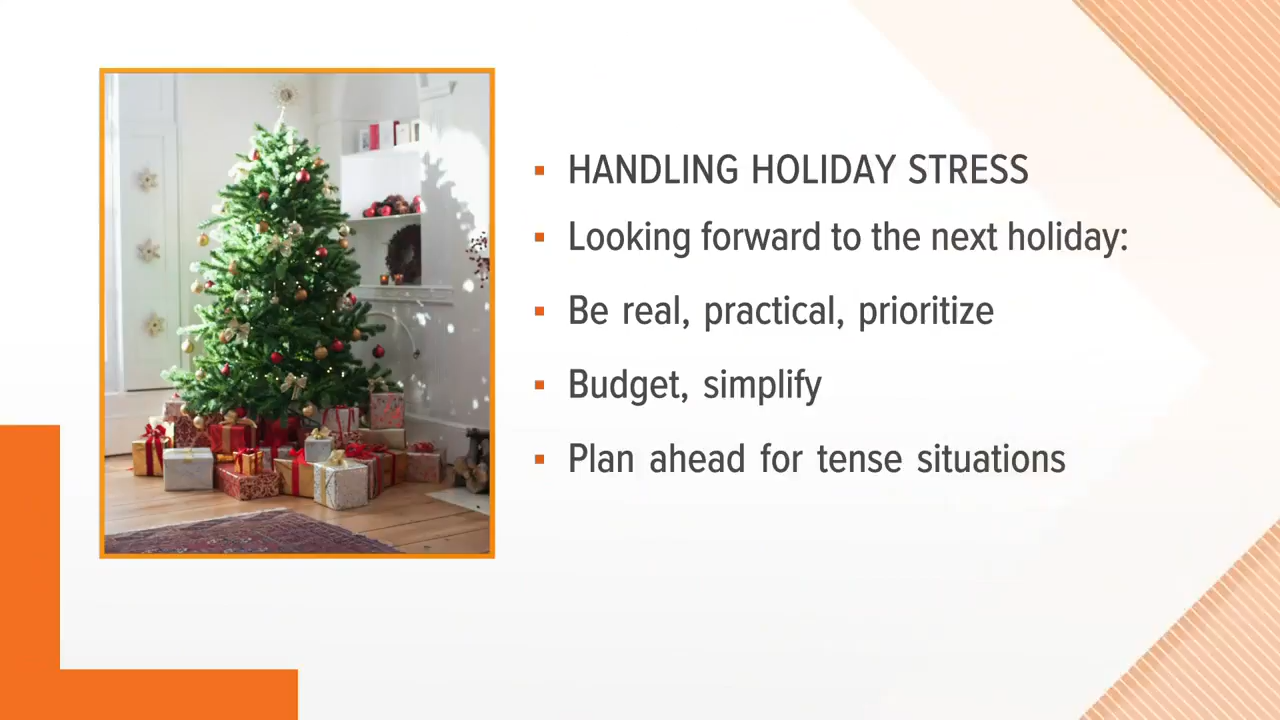 HANDLING HOLIDAY STRESS
Looking forward to the next holiday:
Be real, practical, prioritize
Budget, simplify
Plan ahead for tense situations